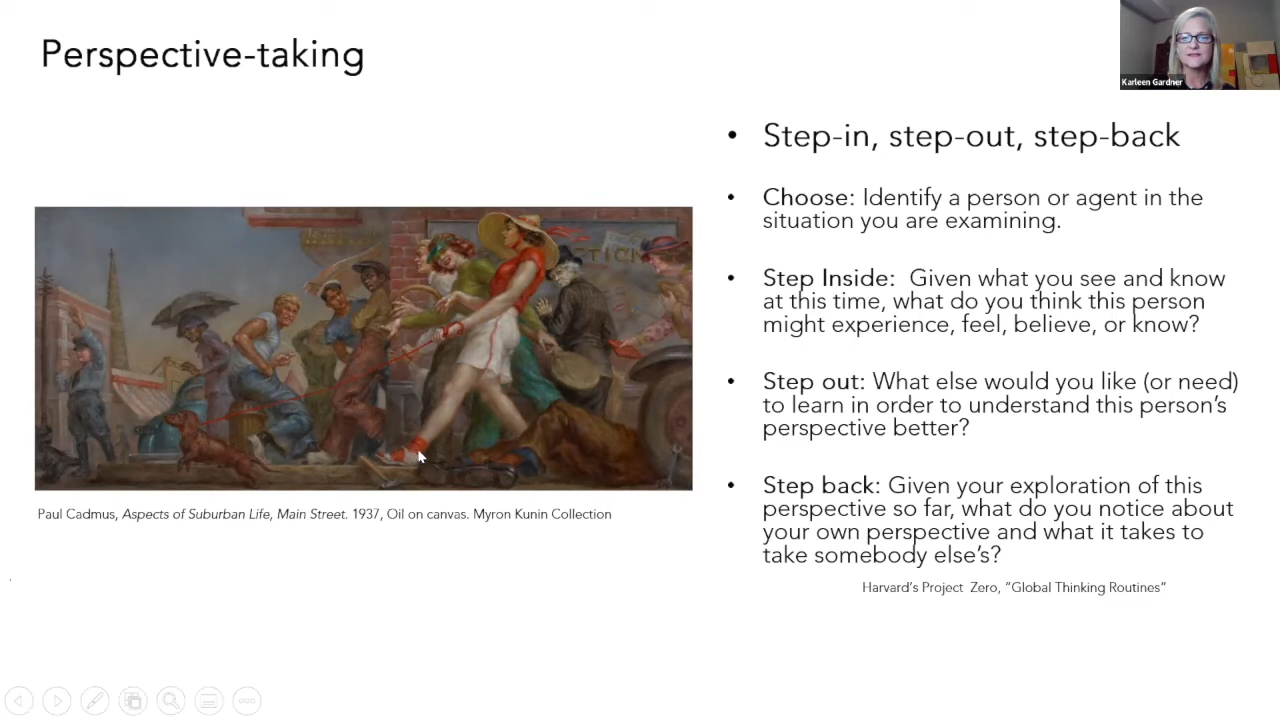 Perspective-taking
Karleen Gardner
• Step-in, step-out, step-back
• Choose: Identify a person or agent in the
situation you are examining.
• Step Inside: Given what you see and know
at this time, what do you think this person
might experience, feel, believe, or know?
• Step out: What else would you like (or need)
to learn in order to understand this person's
perspective better?
• Step back: Given your exploration of this
perspective so far, what do you notice about
your own perspective and what it takes to
take somebody else's?
Harvard's Project Zero, "Global Thinking Routines"
CTION
Paul Cadmus, Aspects of Suburban Life, Main Street. 1937, Oil on canvas. Myron Kunin Collection